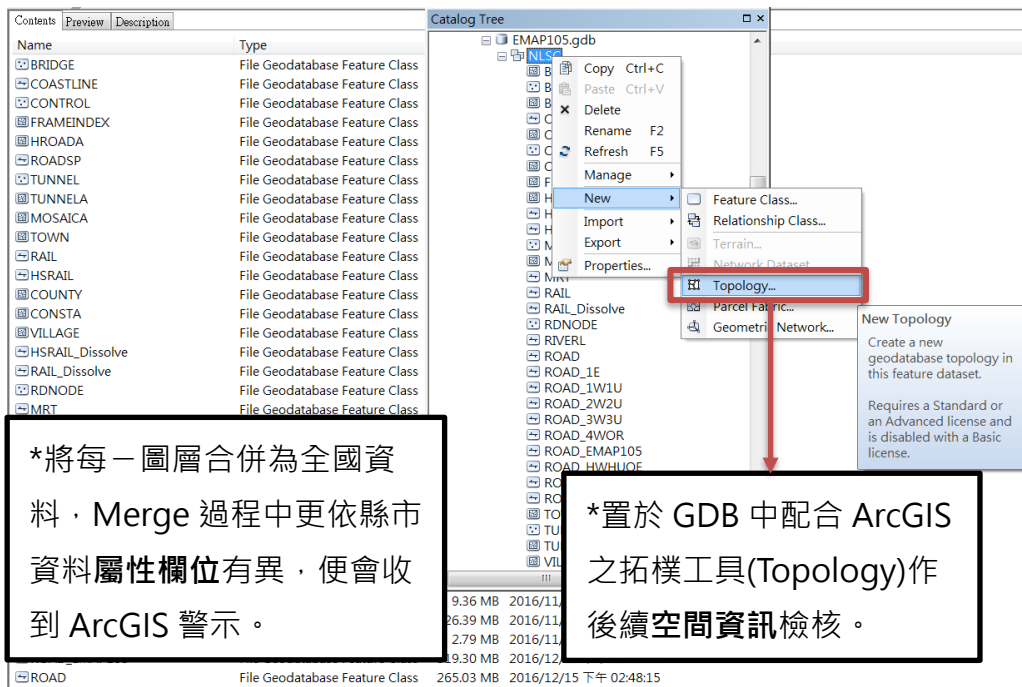 Contents Preview Description
Name Type
BRIDGE File Geodatabase Feature Class
COASTLINE File Geodatabase Feature Class
CONTROL File Geodatabase Feature Class
FRAMEINDEX File Geodatabase Feature Class
HROADA File Geodatabase Feature Class
ROADSP File Geodatabase Feature Class
TUNNEL File Geodatabase Feature Class
TUNNELA File Geodatabase Feature Class
MOSAICA File Geodatabase Feature Class
TOWN File Geodatabase Feature Class
RAIL File Geodatabase Feature Class
HSRAIL File Geodatabase Feature Class
COUNTY File Geodatabase Feature Class
CONSTA File Geodatabase Feature Class
VILLAGE File Geodatabase Feature Class
HSRAIL_Dissolve File Geodatabase Feature Class
RAIL_Dissolve File Geodatabase Feature Class
RDNODE File Geodatabase Feature Class
MRT File Geodatabase Feature Class
Catalog Tree
EMAP105.gdb
NLSC
Copy Ctrl+C
Paste Ctrl+V
Delete
Rename F2
Refresh F5
Manage
New
Import
Export
Properties...
Feature Class...
Relationship Class...
Terrain...
Network Dataset
Topology...
Parcel Fabric...
Geometric Network...
RAIL
RAIL_Dissolve
RDNODE
RIVERL
ROAD
ROAD_1E
ROAD_1W1U
ROAD_2W2U
ROAD_3W3U
ROAD_4WOR
ROAD_EMAP105
ROAD_HWHUOE
New Topology
Create a new
geodatabase topology in
this feature dataset.
Requires a Standard or
an Advanced license and
is disabled with a Basic
license.
*將每一圖層合併為全國資
料，Merge 過程中更依縣市
資料屬性欄位有異，便會收
到 ArcGIS 警示。
*置於 GDB 中配合 ArcGIS
之拓樸工具(Topology)作
後續空間資訊檢核。
9.36 MB 2016/11/
26.39 MB 2016/11/
2.79 MB 2016/11/
19.30 MB 2016/12/
ROAD File Geodatabase Feature Class 265.03 MB 2016/12/15 下午 02:48:15